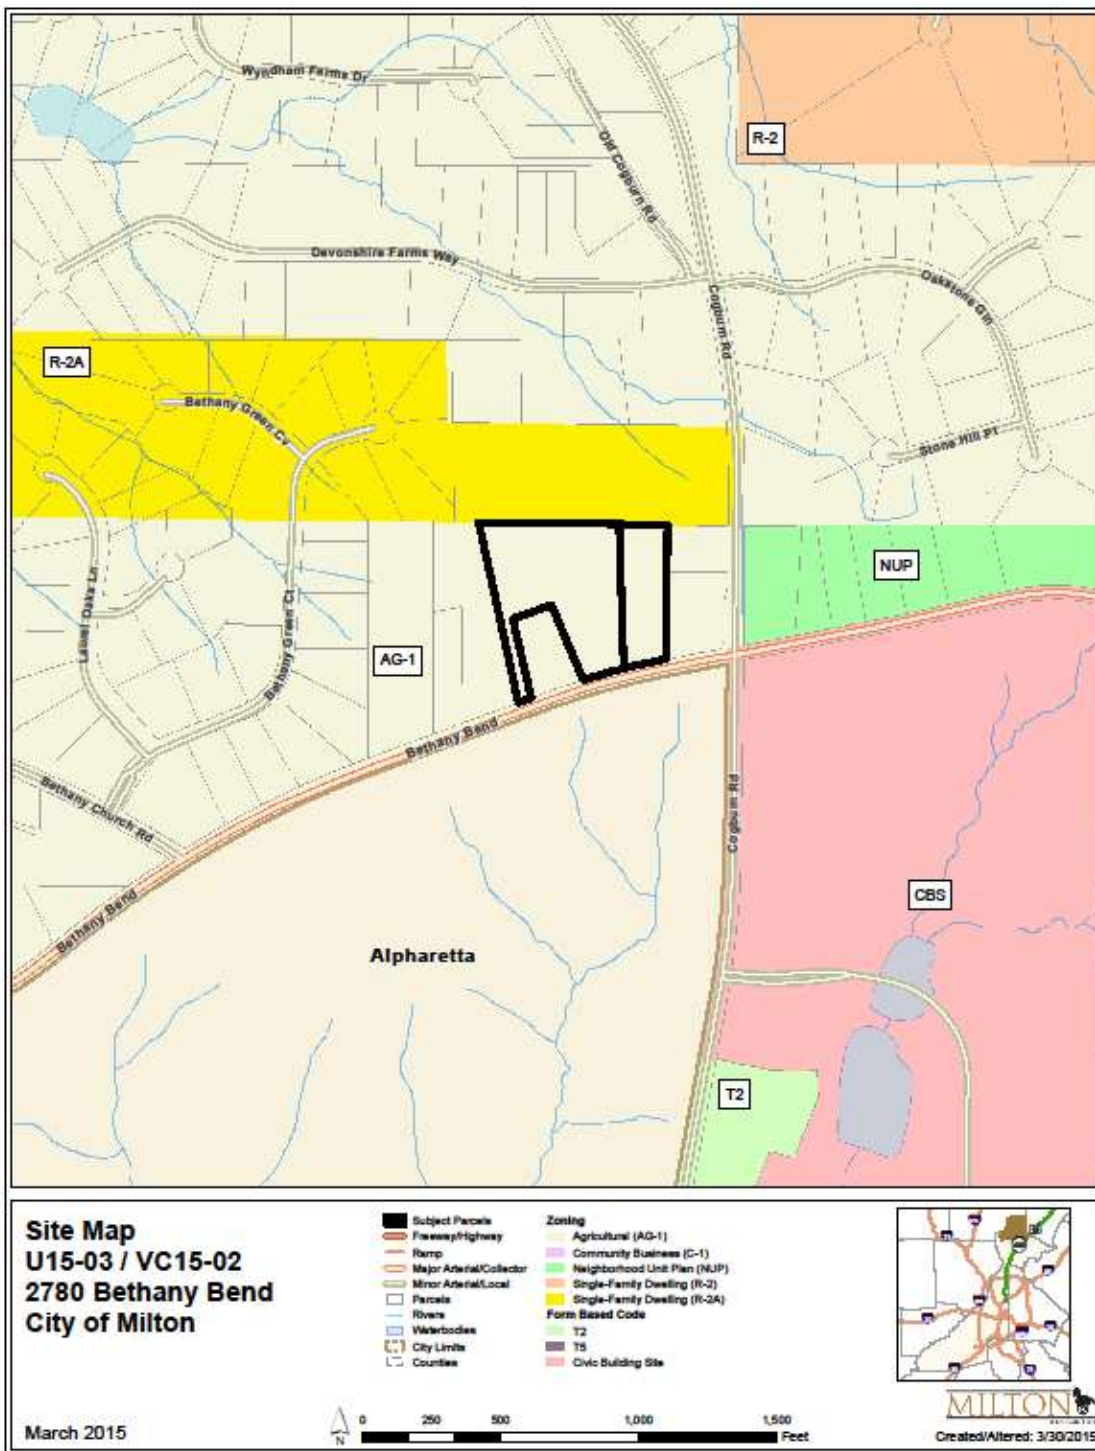 Wyndham Farms Dr
Old Cogburn Rd
R-2
Devonshire Farms Way
Cogburn Rd
Oakstone Gln
R-2A
Bethany Green Cv
Stone Hill Pt
NUP
Laurel Oaks Ln
Bethany Green Ct
AG-1
Bethany Bend
Bethany Church Rd
Cogburn Rd
Bethany Bend
CBS
Alpharetta
T2
Site Map
U15-03 / VC15-02
2780 Bethany Bend
City of Milton
March 2015
Subject Parcels
Freeway/Highway
Ramp
Major Arterial/Collector
Minor Arterial/Local
Parcels
Rivers
Waterbodies
City Limits
Counties
Zoning
Agricultural (AG-1)
Community Business (C-1)
Neighborhood Unit Plan (NUP)
Single-Family Dwelling (R-2)
Single-Family Dwelling (R-2A)
Form Based Code
T2
T5
Civic Building Site
N
0 250 500 1,000 1,500
Feet
MILTON
Created/Altered: 3/30/2015